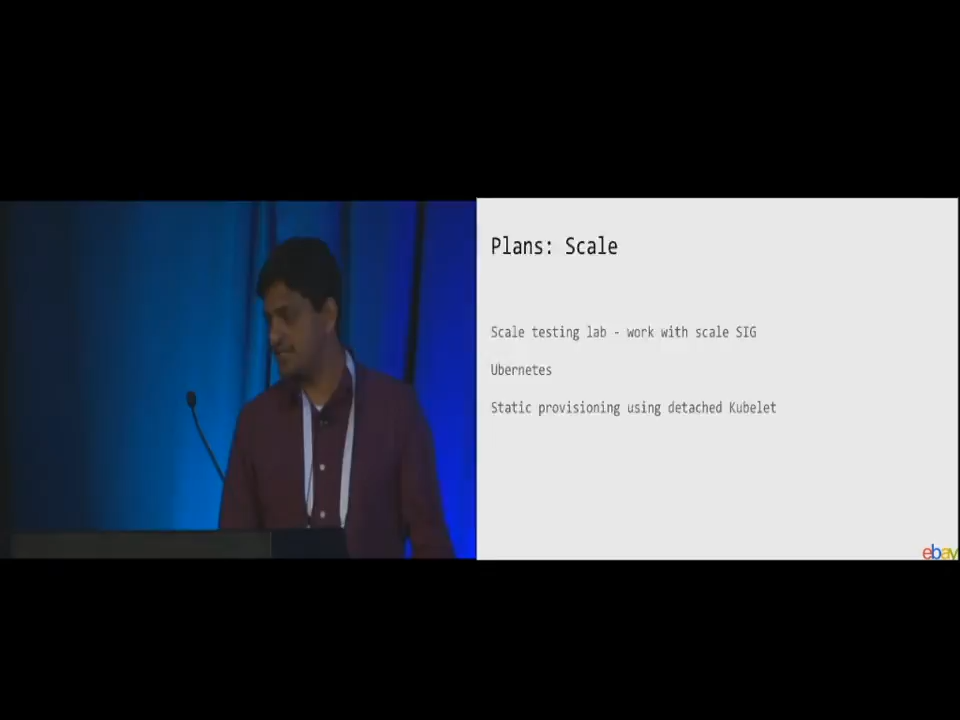 Plans: Scale
Scale testing lab - work with scale SIG
Ubernetes
Static provisioning using detached Kubelet
ebay